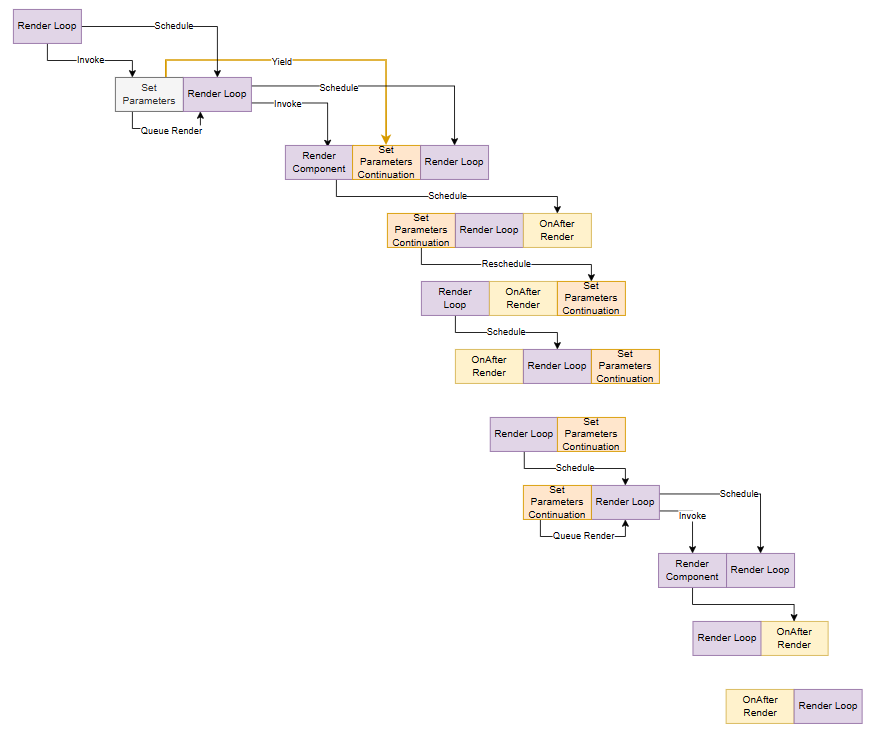 Render Loop
Schedule
Invoke
Yield
Set
Parameters
Render Loop
Schedule
Invoke
Queue Render
Render
Component
Set
Parameters
Continuation
Render Loop
Schedule
Set
Parameters
Continuation
Render Loop
OnAfter
Render
Reschedule
Render
Loop
OnAfter
Render
Set
Parameters
Continuation
Schedule
OnAfter
Render
Render Loop
Set
Parameters
Continuation
Render Loop
Set
Parameters
Continuation
Schedule
Set
Parameters
Continuation
Render Loop
Schedule
Invoke
Queue Render
Render
Component
Render Loop
Render Loop
OnAfter
Render
OnAfter
Render
Render Loop